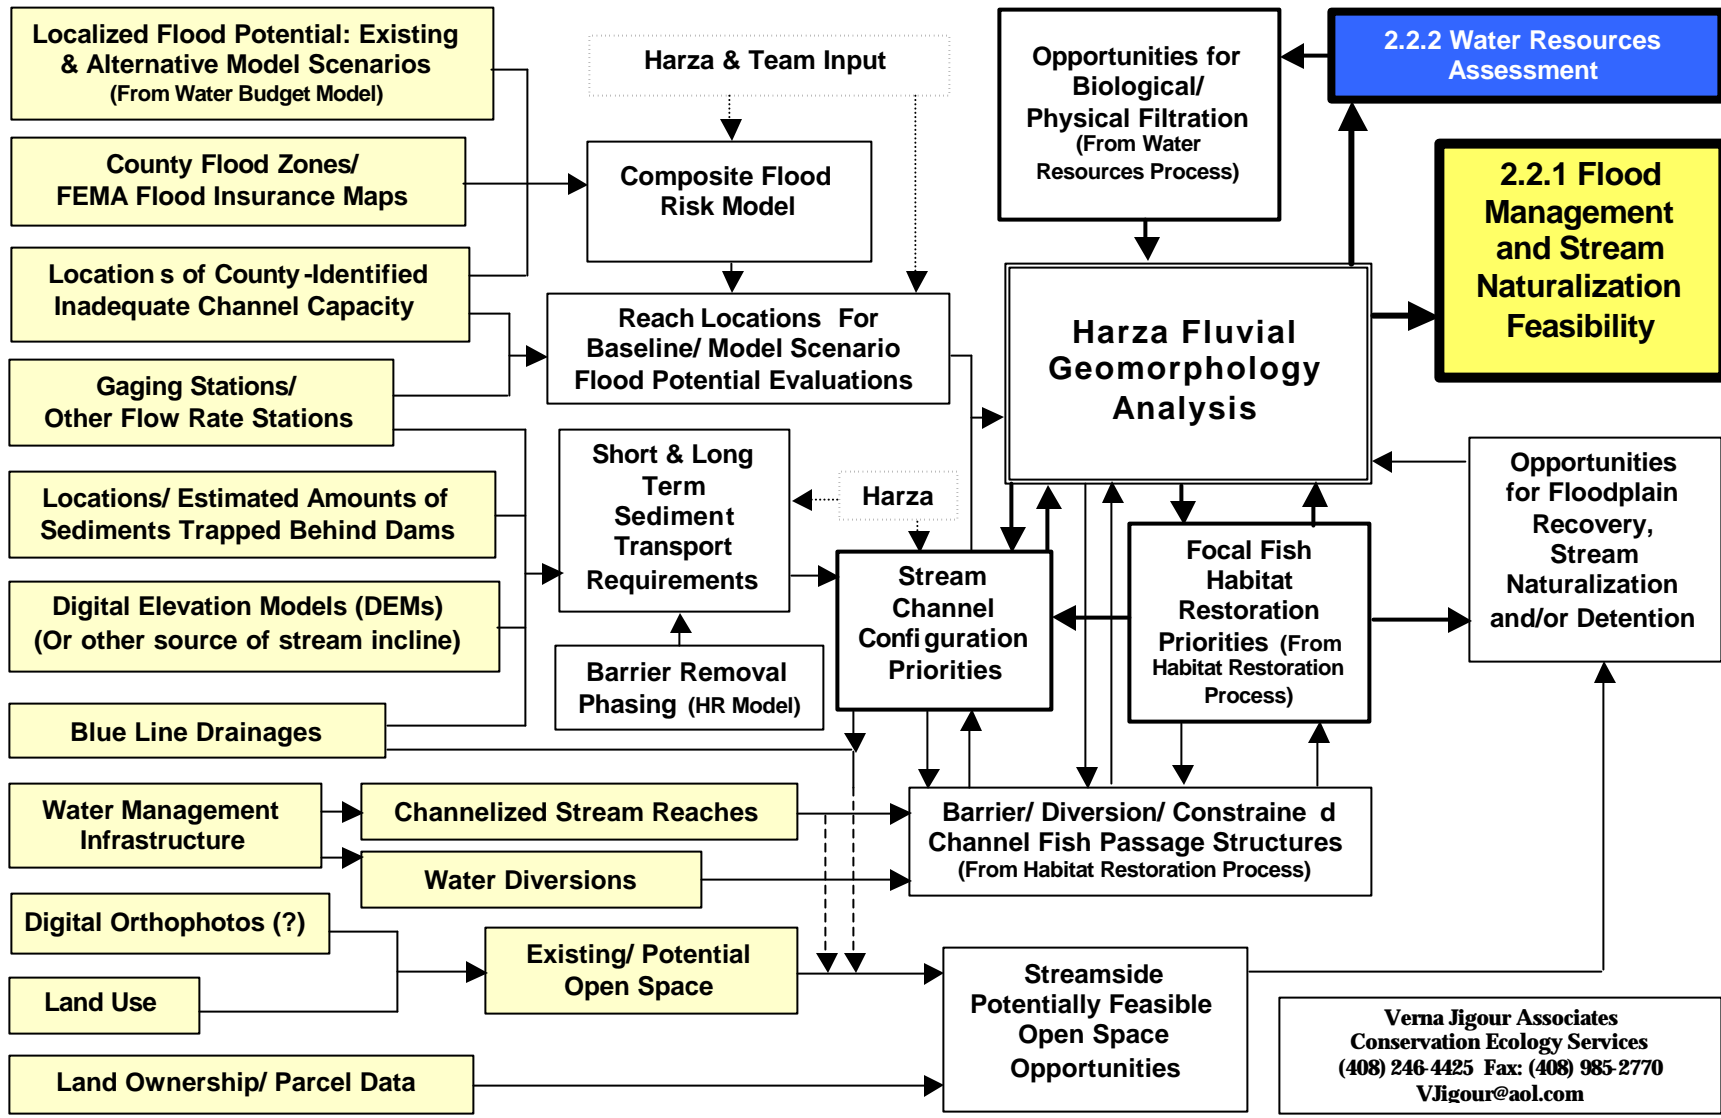 Localized Flood Potential: Existing
& Alternative Model Scenarios
(From Water Budget Model)
County Flood Zones/
FEMA Flood Insurance Maps
Location s of County -Identified
Inadequate Channel Capacity
Gaging Stations/
Other Flow Rate Stations
Locations/ Estimated Amounts of
Sediments Trapped Behind Dams
Digital Elevation Models (DEMs)
(Or other source of stream incline)
Blue Line Drainages
Water Management
Infrastructure
Channelized Stream Reaches
Water Diversions
Digital Orthophotos (?)
Land Use
Existing/ Potential
Open Space
Land Ownership/ Parcel Data
Harza & Team Input
Composite Flood
Risk Model
Reach Locations For
Baseline/ Model Scenario
Flood Potential Evaluations
Short & Long
Term
Sediment
Transport
Requirements
Harza
Barrier Removal
Phasing (HR Model)
Stream
Channel
Configuration
Priorities
Opportunities for
Biological/
Physical Filtration
(From Water
Resources Process)
2.2.2 Water Resources
Assessment
2.2.1 Flood
Management
and Stream
Naturalization
Feasibility
Harza Fluvial
Geomorphology
Analysis
Focal Fish
Habitat
Restoration
Priorities (From
Habitat Restoration
Process)
Opportunities
for Floodplain
Recovery,
Stream
Naturalization
and/or Detention
Barrier/ Diversion/ Constraine d
Channel Fish Passage Structures
(From Habitat Restoration Process)
Streamside
Potentially Feasible
Open Space
Opportunities
Verna Jigour Associates
Conservation Ecology Services
(408) 246-4425 Fax: (408) 985-2770
VJigour@aol.com